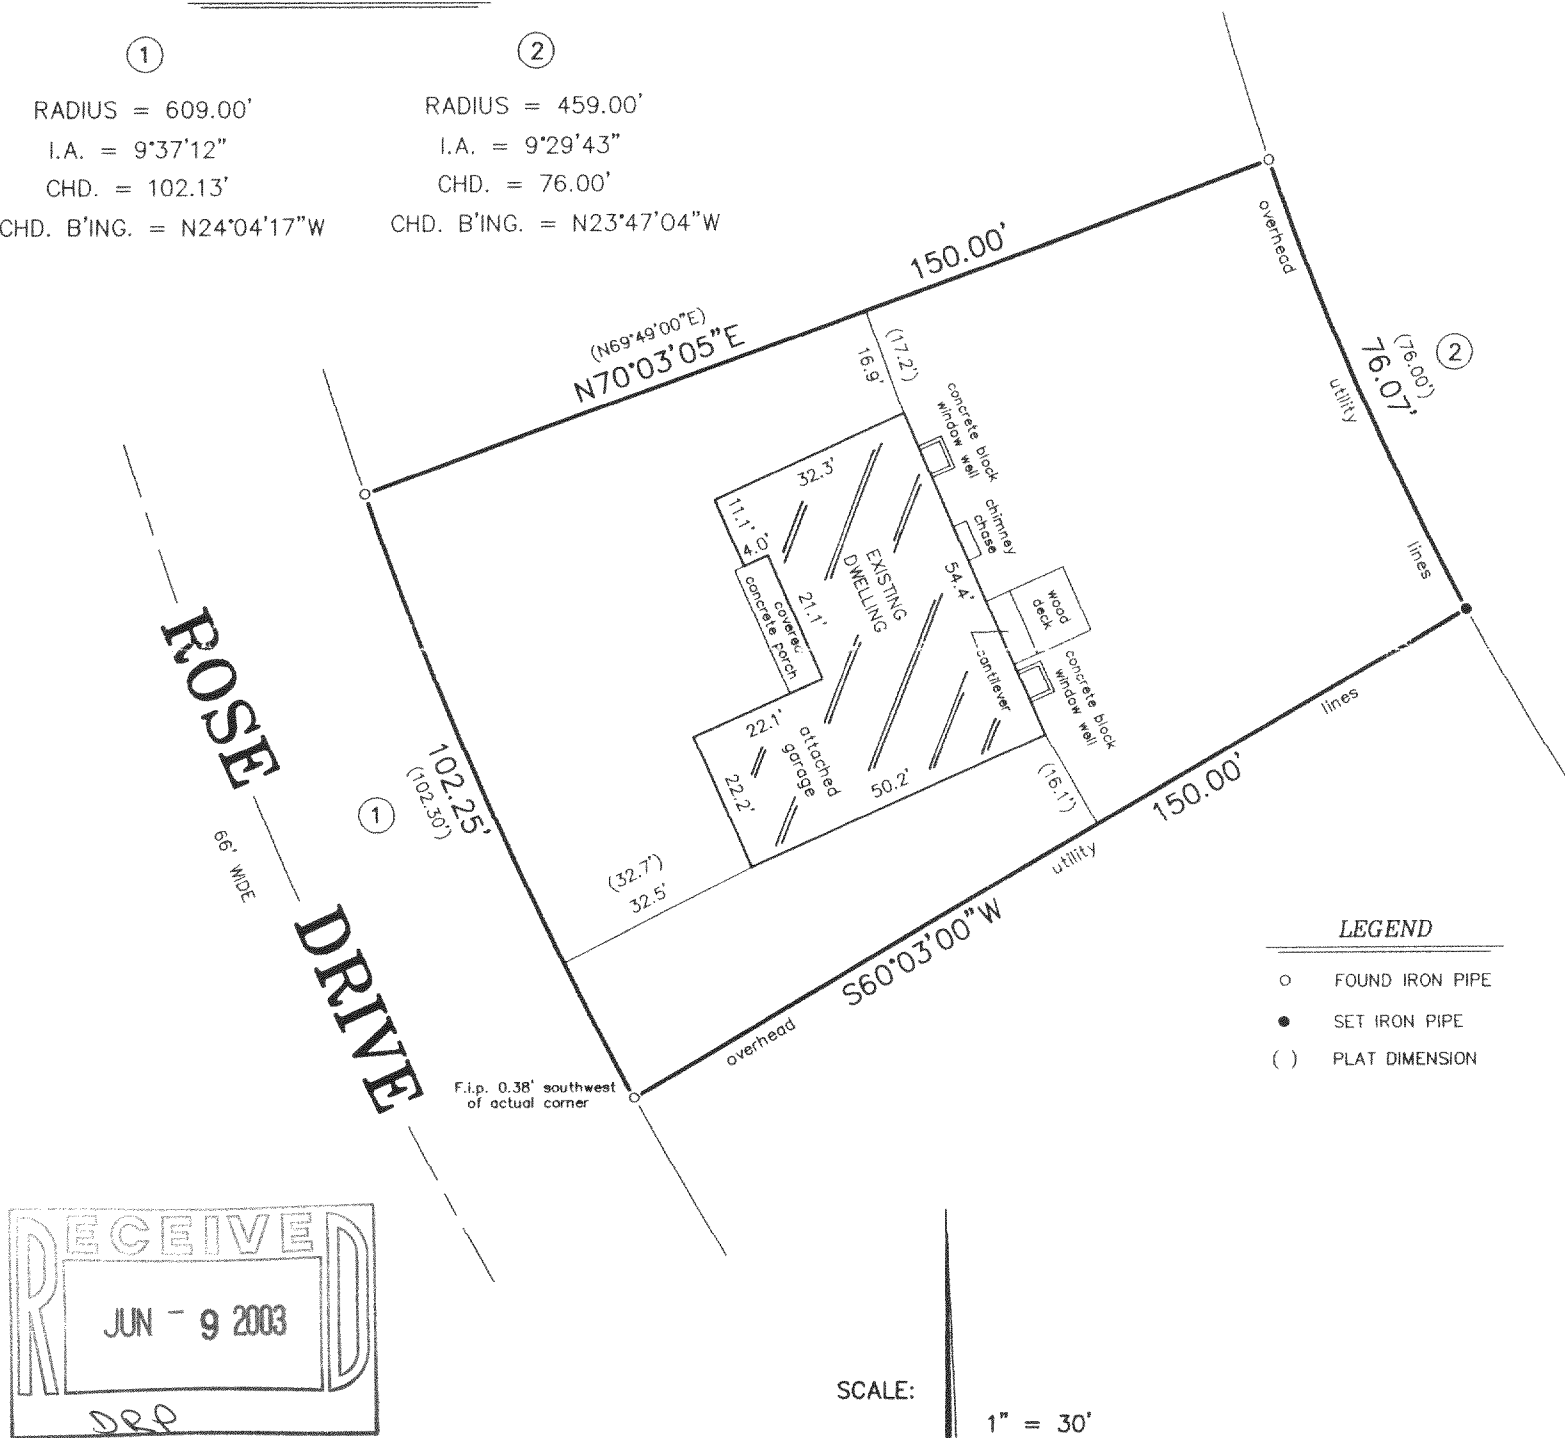 1
RADIUS = 609.00'
I.A. = 9°37'12"
CHD. = 102.13'
CHD. B'ING. = N24°04'17"W
2
RADIUS = 459.00'
I.A. = 9°29'43"
CHD. = 76.00'
CHD. B'ING. = N23°47'04"W
150.00'
(N69°49'00"E)
N70°03'05"E
overhead
(76.00')
76.07'
2
utility
lines
(17.2')
16.9'
concrete block
window well
chimney
chase
32.3'
11.1'
4.0'
covered
concrete porch
21.1'
EXISTING
DWELLING
54.4'
wood
deck
cantilever
concrete block
window well
22.1'
attached
garage
22.2'
50.2'
(16.1')
150.00'
lines
utility
S60°03'00"W
overhead
ROSE
DRIVE
66' WIDE
102.25'
(102.30')
1
(32.7')
32.5'
F.i.p. 0.38' southwest
of actual corner
LEGEND
FOUND IRON PIPE
SET IRON PIPE
( ) PLAT DIMENSION
RECEIVED
JUN - 9 2003
DRP
SCALE:
1" = 30'